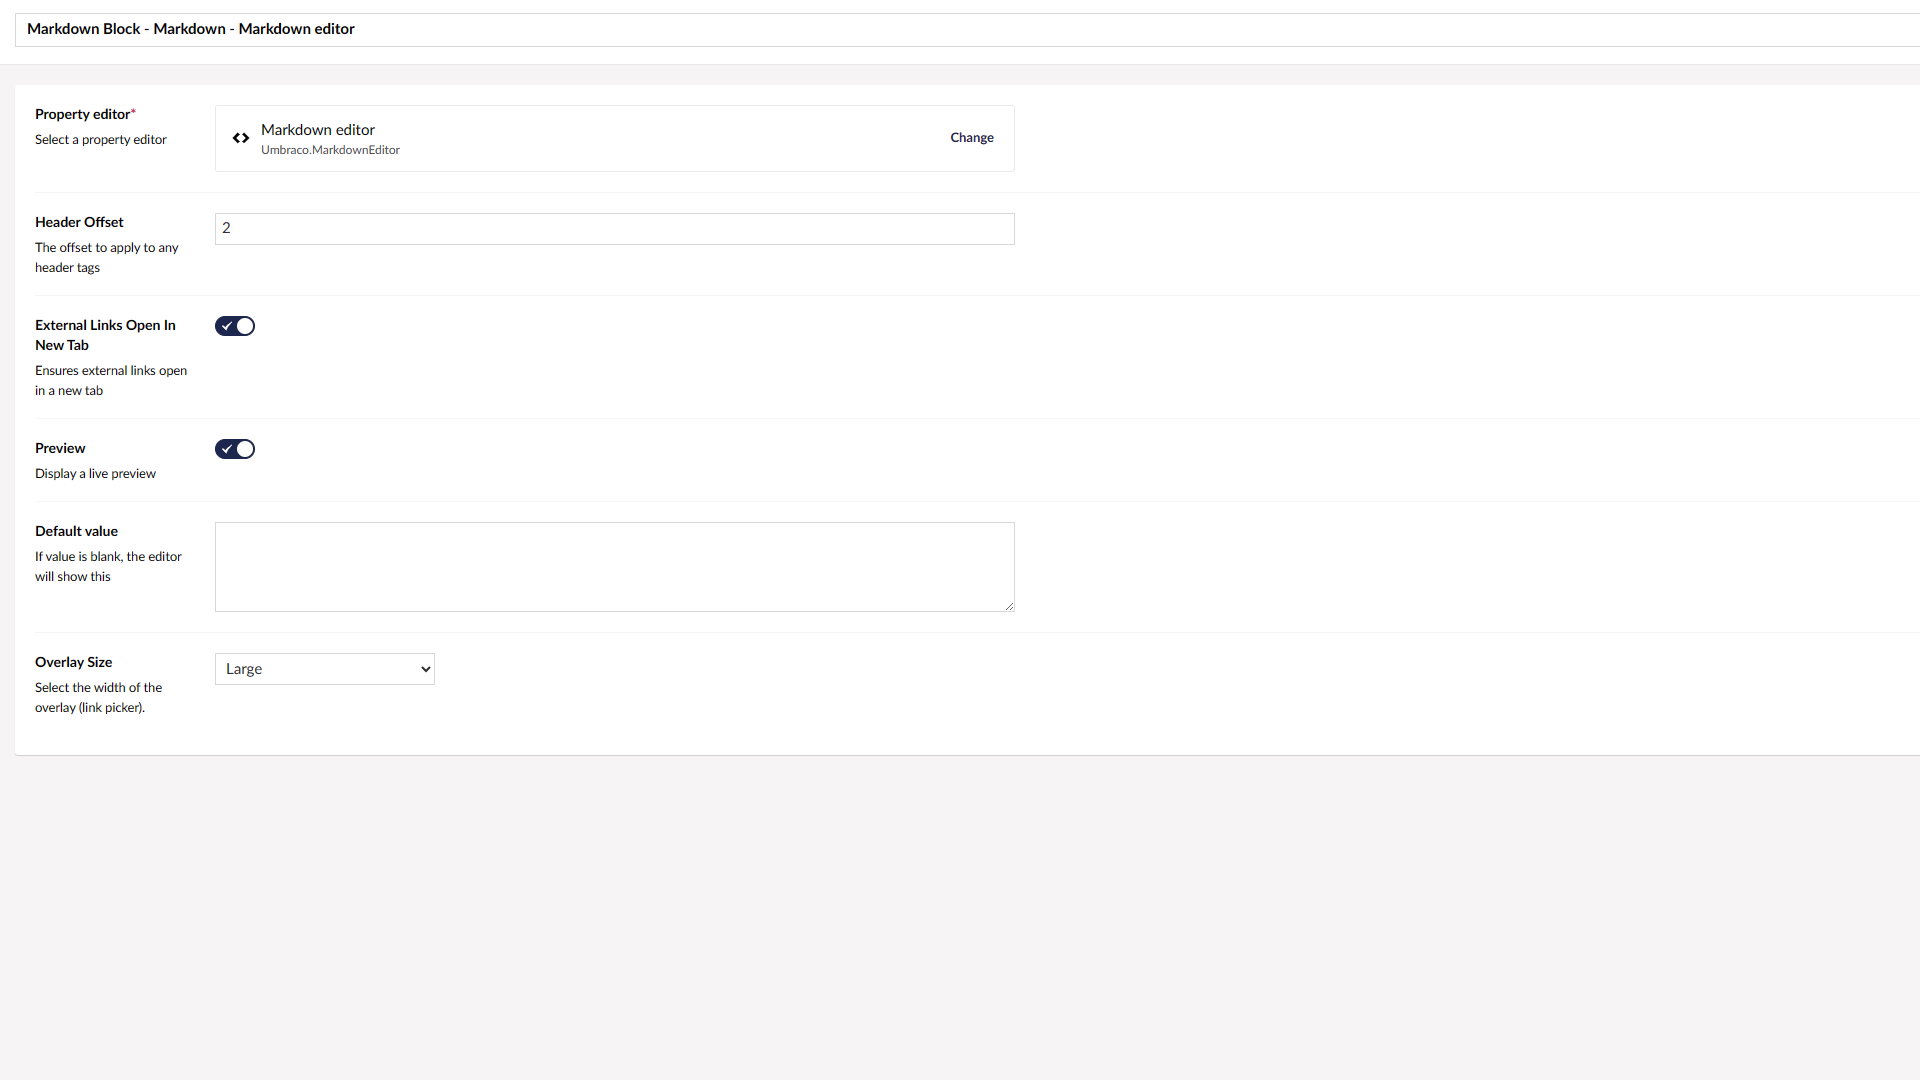 Markdown Block - Markdown - Markdown editor
Property editor*
Select a property editor
Markdown editor
Umbraco.MarkdownEditor
Change
Header Offset
The offset to apply to any
header tags
2
External Links Open In
New Tab
Ensures external links open
in a new tab
Preview
Display a live preview
Default value
If value is blank, the editor
will show this
Overlay Size
Select the width of the
overlay (link picker).
Large